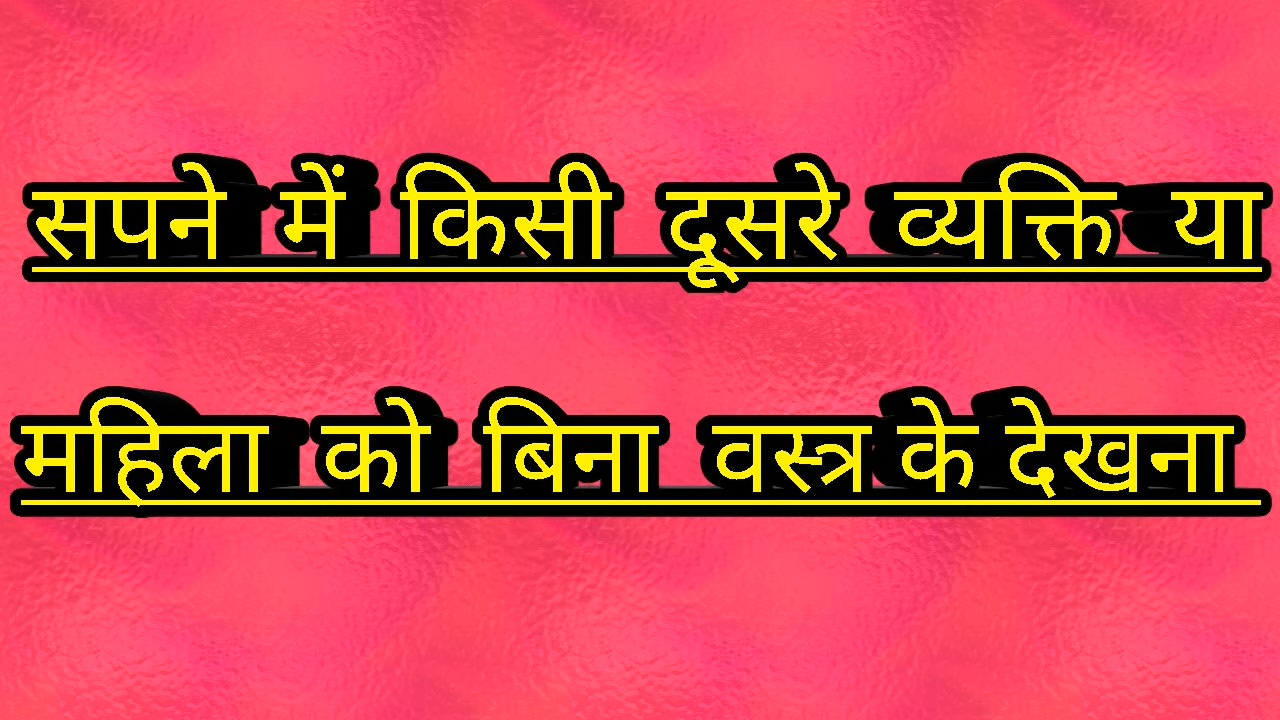 सपने में किसी दूसरे व्यक्ति या
महिला को बिना वस्त्र के देखना